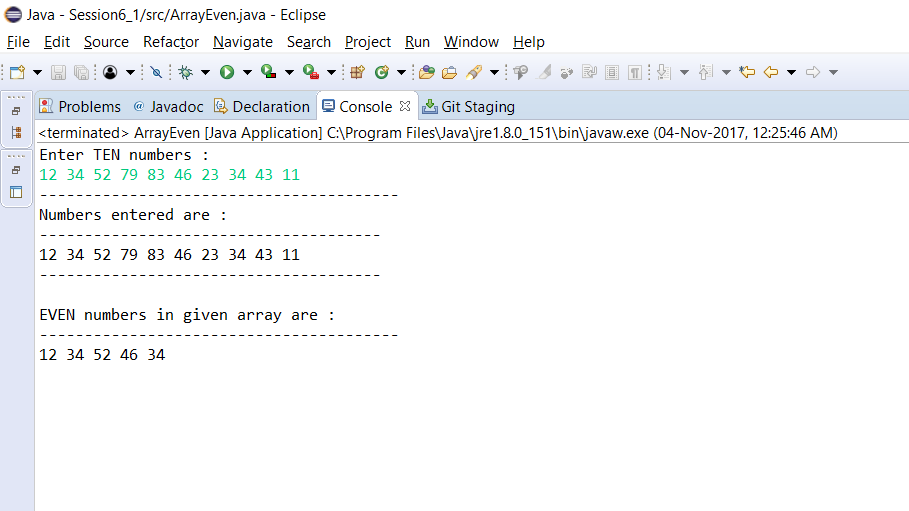 Java - Session6_1/src/ArrayEven.java - Eclipse
File Edit Source Refactor Navigate Search Project Run Window Help
Problems @ Javadoc Declaration Console Git Staging
<terminated> ArrayEven [Java Application] C:\Program Files\Java\jre1.8.0_151\bin\javaw.exe (04-Nov-2017, 12:25:46 AM)
Enter TEN numbers :
12 34 52 79 83 46 23 34 43 11
----------------------------------------
Numbers entered are :
--------------------------------------
12 34 52 79 83 46 23 34 43 11
--------------------------------------
EVEN numbers in given array are :
----------------------------------------
12 34 52 46 34